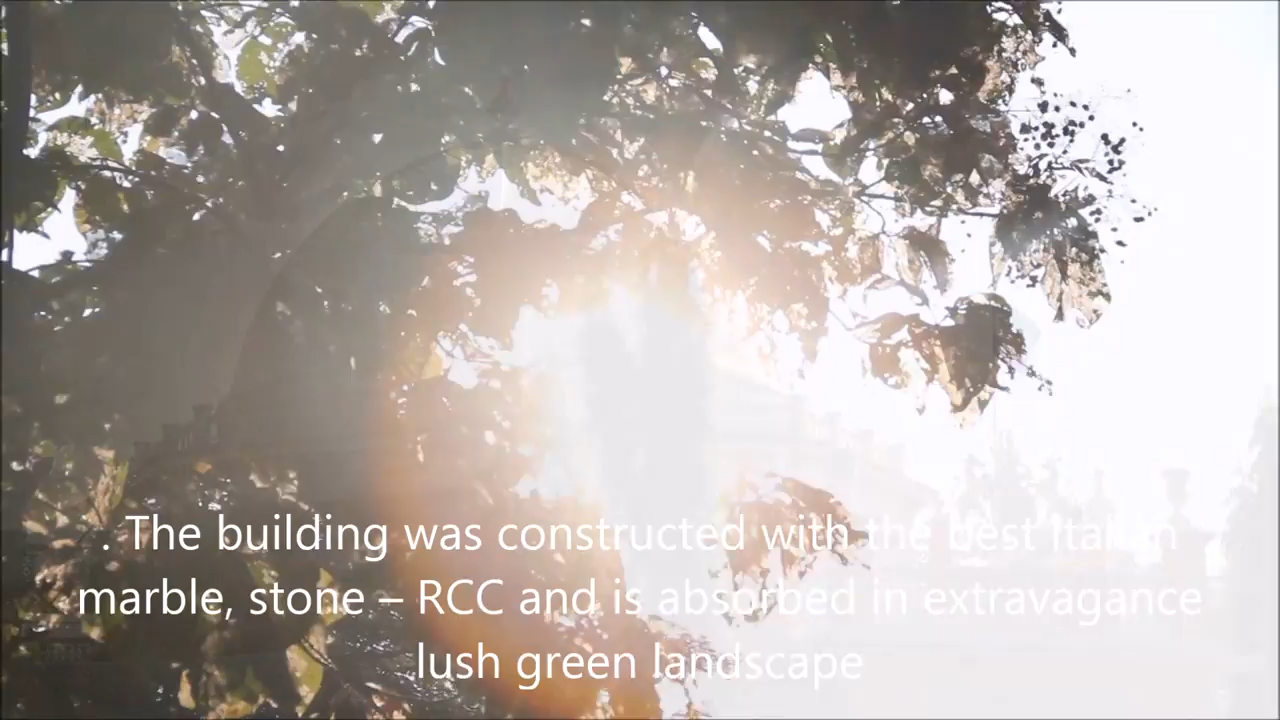 . The building was constructed with the best Italian
marble, stone – RCC and is absorbed in extravagance
lush green landscape